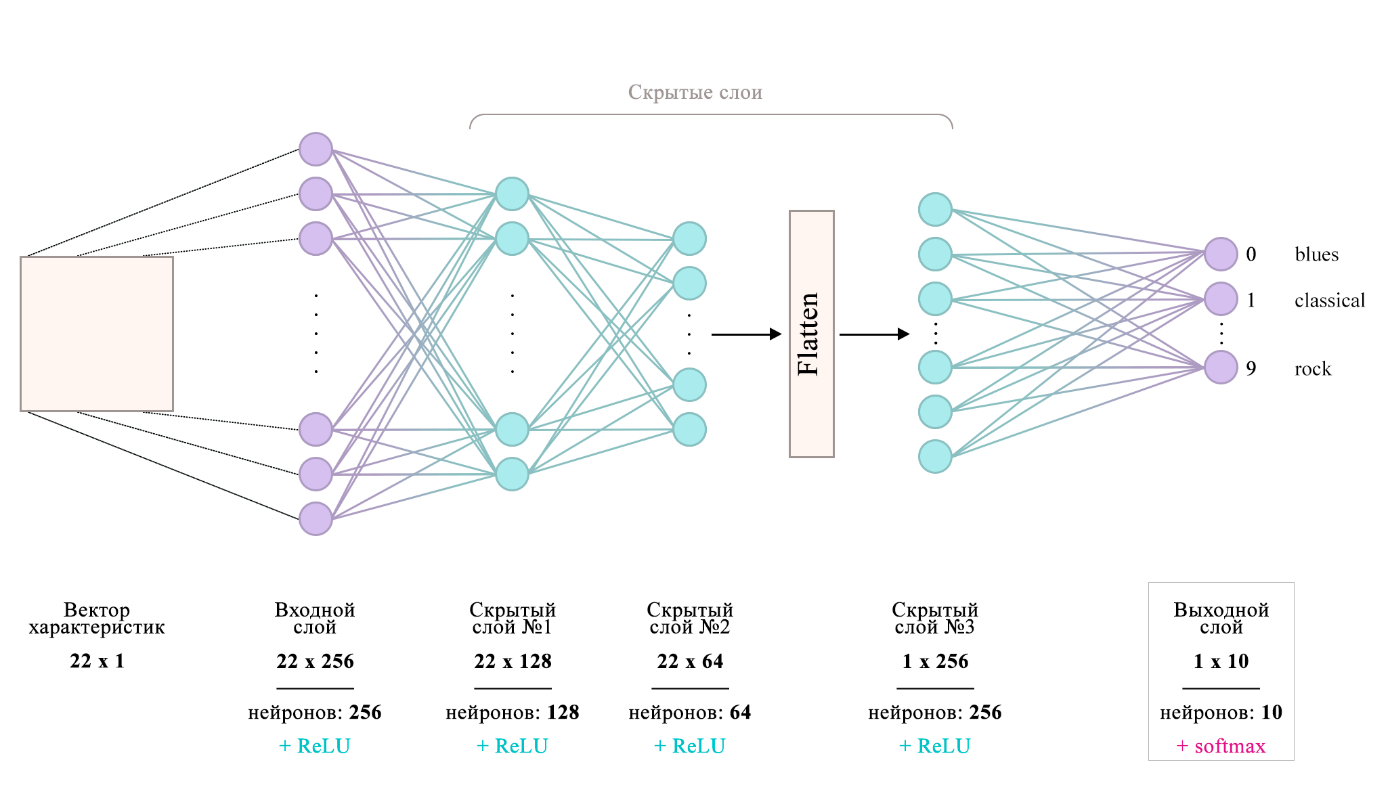 Скрытые слои
Flatten
0 blues
1 classical
9 rock
Вектор
характеристик
22 x 1
Входной
слой
22 x 256
нейронов: 256
+ ReLU
Скрытый
слой №1
22 x 128
нейронов: 128
+ ReLU
Скрытый
слой №2
22 x 64
нейронов: 64
+ ReLU
Скрытый
слой №3
1 x 256
нейронов: 256
+ ReLU
Выходной
слой
1 x 10
нейронов: 10
+ softmax